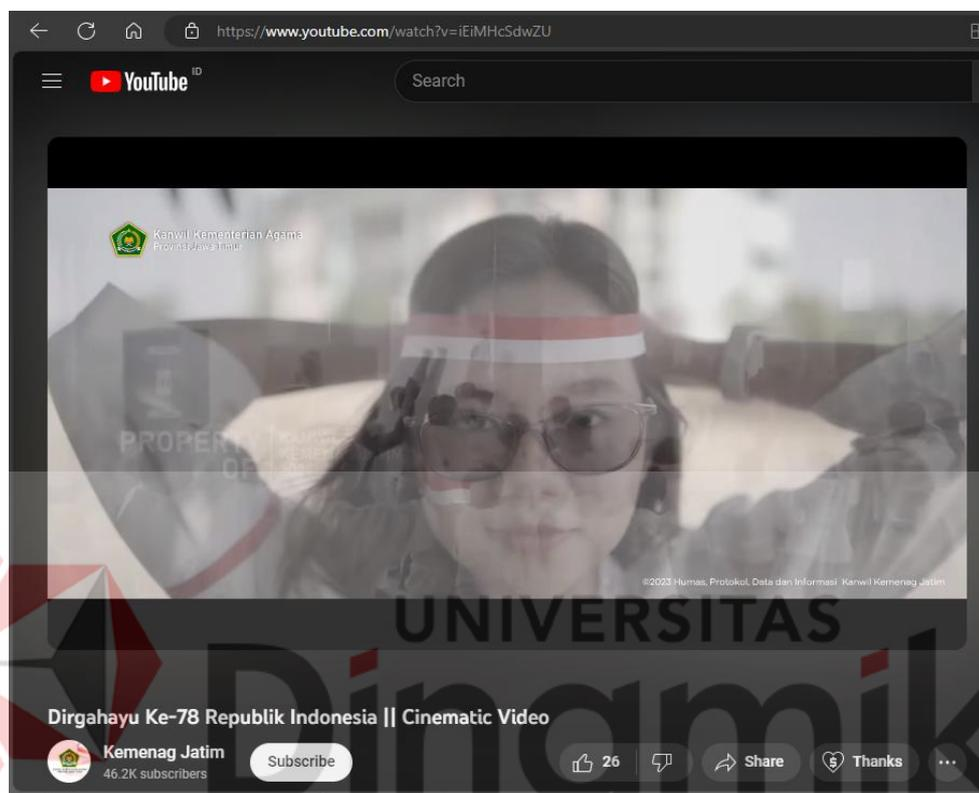 https://www.youtube.com/watch?v=iEiMHcSdwZU
YouTube ID
Search
Kanwil Kementerian Agama
Provinsi Jawa Timur
PROPERTY
OF
©2023 Humas, Protokol, Data dan Informasi Kanwil Kemenag Jatim
UNIVERSITAS
Dinamik
Dirgahayu Ke-78 Republik Indonesia || Cinematic Video
Kemenag Jatim
46.2K subscribers
Subscribe
26
Share
Thanks